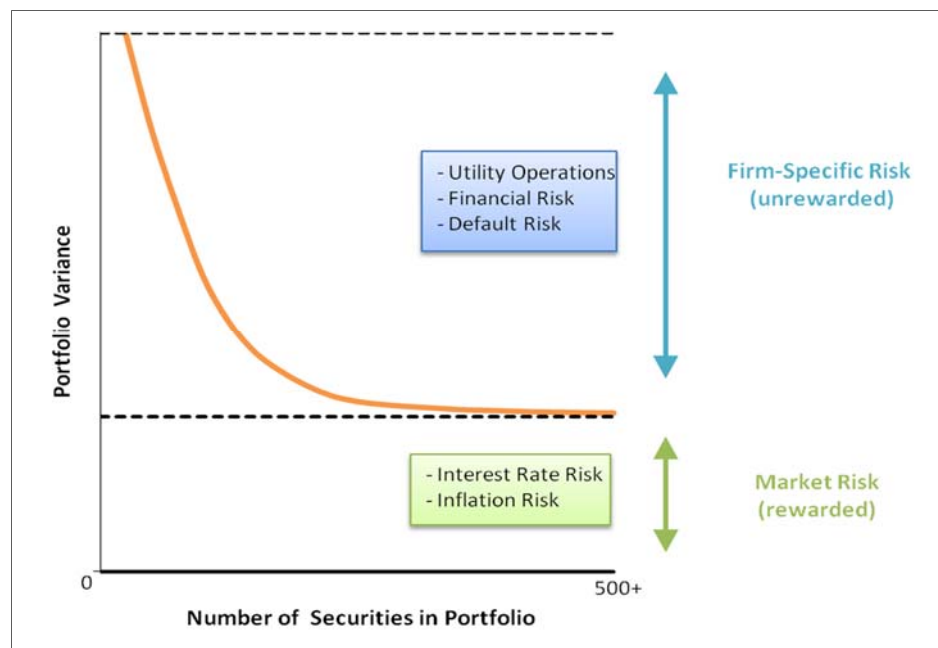 Portfolio Variance
- Utility Operations
- Financial Risk
- Default Risk
Firm-Specific Risk
(unrewarded)
- Interest Rate Risk
- Inflation Risk
Market Risk
(rewarded)
0
500+
Number of Securities in Portfolio